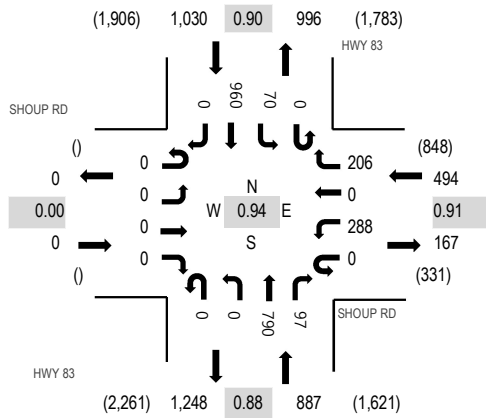 (1,906) 1,030 0.90 996 (1,783)
HWY 83
SHOUP RD
0 960 70 0
() 0 206 (848)
0 0 N 0 494
0.00 0 W 0.94 E 288 0.91
0 0 S 0 167
() (331)
0 0 790 97
SHOUP RD
HWY 83
(2,261) 1,248 0.88 887 (1,621)